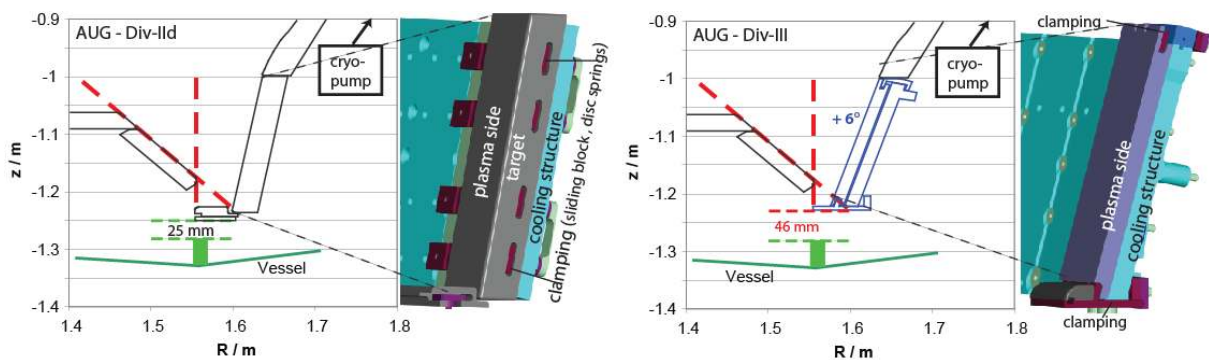 AUG - Div-IId
cryo-
pump
25 mm
Vessel
-0.9
-1
-1.1
-1.2
-1.3
-1.4
1.4
1.5
1.6
1.7
1.8
z / m
R / m
plasma side
target
cooling structure
clamping (sliding block, disc springs)
AUG - Div-III
cryo-
pump
+ 6°
46 mm
Vessel
-0.9
-1
-1.1
-1.2
-1.3
-1.4
1.4
1.5
1.6
1.7
1.8
z / m
R / m
clamping
plasma side
cooling structure
clamping